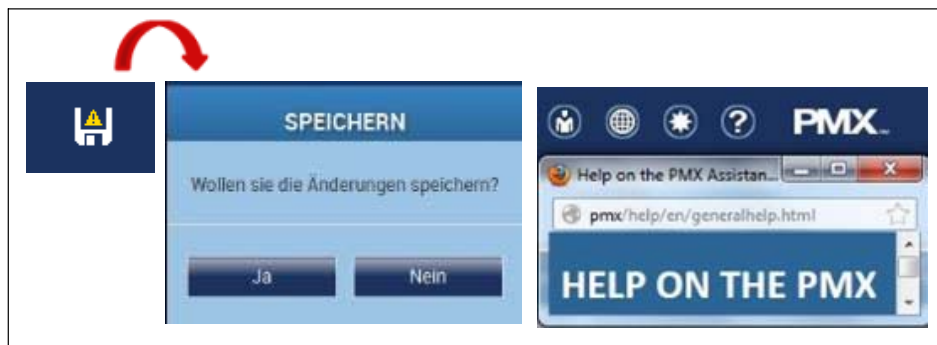 SPEICHERN
Wollen sie die Änderungen speichern?
Ja Nein
PMX
Help on the PMX Assistan...
pmx/help/en/generalhelp.html
HELP ON THE PMX